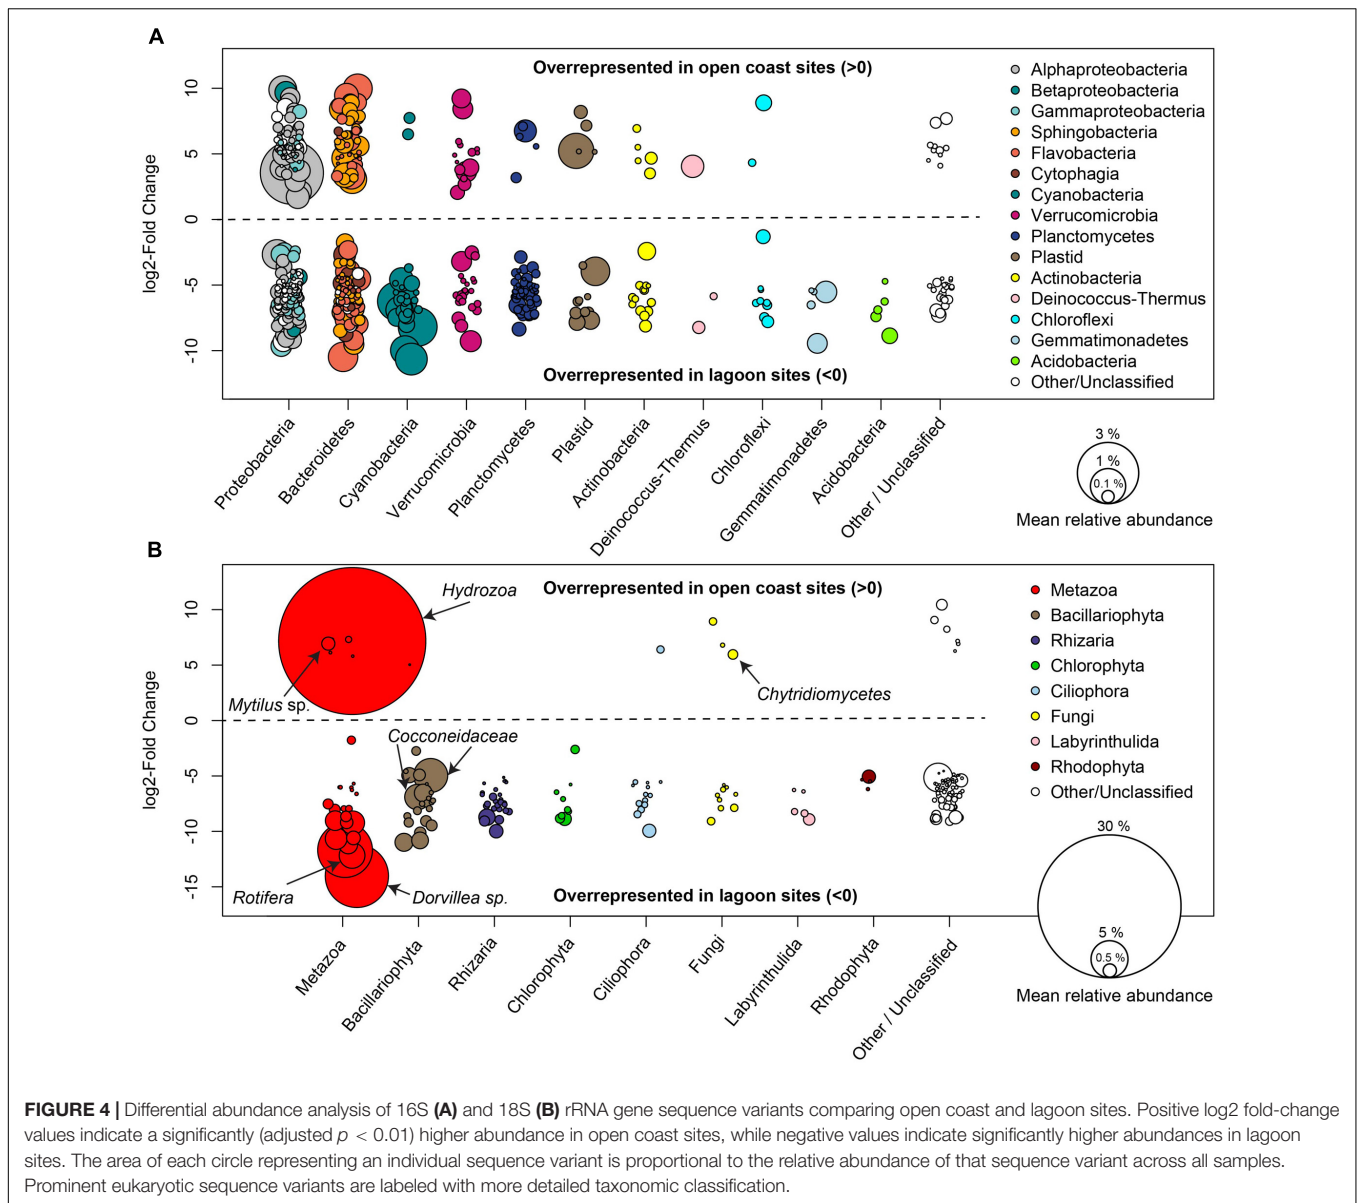 A
Overrepresented in open coast sites (>0)
10
5
0
-5
-10
log2-Fold Change
Overrepresented in lagoon sites (<0)
Alphaproteobacteria
Betaproteobacteria
Gammaproteobacteria
Sphingobacteria
Flavobacteria
Cytophagia
Cyanobacteria
Verrucomicrobia
Planctomycetes
Plastid
Actinobacteria
Deinococcus-Thermus
Chloroflexi
Gemmatimonadetes
Acidobacteria
Other/Unclassified
Proteobacteria
Bacteroidetes
Cyanobacteria
Verrucomicrobia
Planctomycetes
Plastid
Actinobacteria
Deinococcus-Thermus
Chloroflexi
Gemmatimonadetes
Acidobacteria
Other / Unclassified
3 %
1 %
0.1 %
Mean relative abundance
B
Overrepresented in open coast sites (>0)
10
5
0
-5
-10
-15
log2-Fold Change
Hydrozoa
Mytilus sp.
Cocconeidaceae
Chytridiomycetes
Rotifera
Dorvillea sp.
Overrepresented in lagoon sites (<0)
Metazoa
Bacillariophyta
Rhizaria
Chlorophyta
Ciliophora
Fungi
Labyrinthulida
Rhodophyta
Other/Unclassified
Metazoa
Bacillariophyta
Rhizaria
Chlorophyta
Ciliophora
Fungi
Labyrinthulida
Rhodophyta
Other / Unclassified
30 %
5 %
0.5 %
Mean relative abundance
FIGURE 4 | Differential abundance analysis of 16S (A) and 18S (B) rRNA gene sequence variants comparing open coast and lagoon sites. Positive log2 fold-change
values indicate a significantly (adjusted p < 0.01) higher abundance in open coast sites, while negative values indicate significantly higher abundances in lagoon
sites. The area of each circle representing an individual sequence variant is proportional to the relative abundance of that sequence variant across all samples.
Prominent eukaryotic sequence variants are labeled with more detailed taxonomic classification.